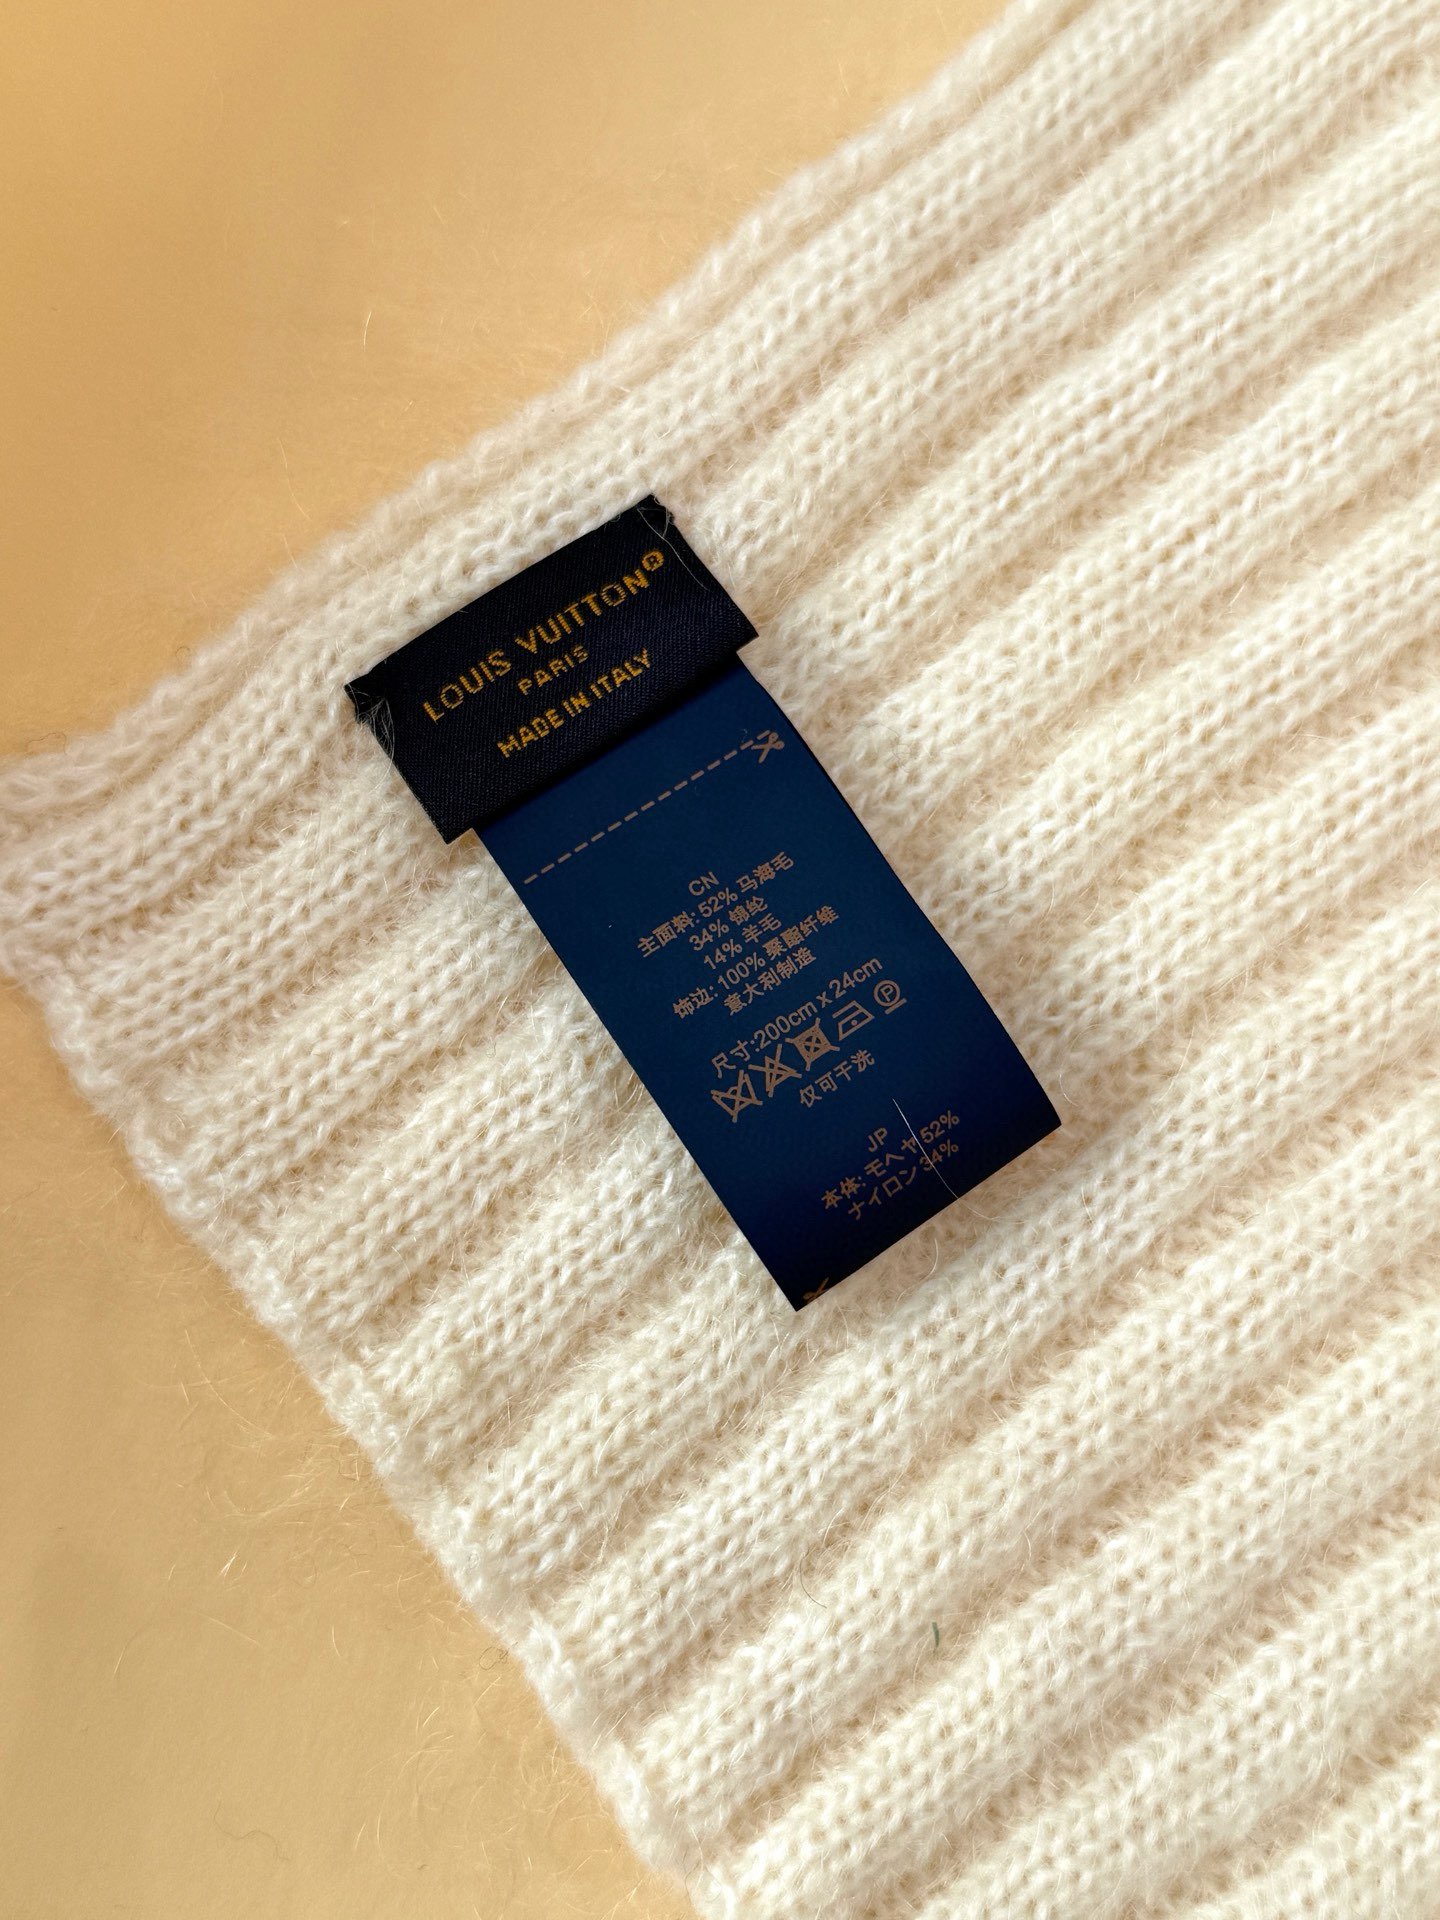 LOUIS VUITTON®
PARIS
MADE IN ITALY
CN
主面料: 52% 马海毛
34% 锦纶
14% 羊毛
饰边: 100% 聚酯纤维
意大利制造
尺寸:200cm x 24cm
P
仅可干洗
JP
本体: モヘヤ 52%
ナイロン 34%